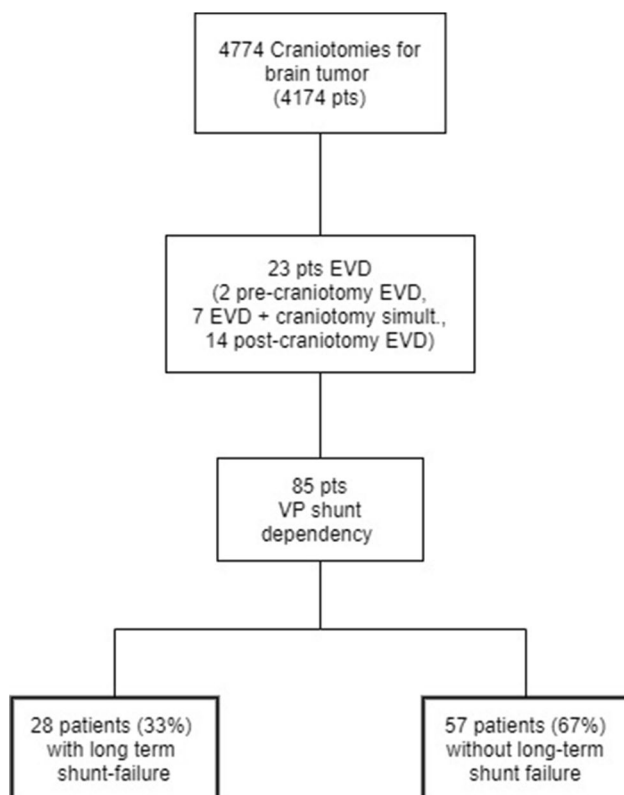 4774 Craniotomies for
brain tumor
(4174 pts)
23 pts EVD
(2 pre-craniotomy EVD,
7 EVD + craniotomy simult.,
14 post-craniotomy EVD)
85 pts
VP shunt
dependency
28 patients (33%)
with long term
shunt-failure
57 patients (67%)
without long-term
shunt failure